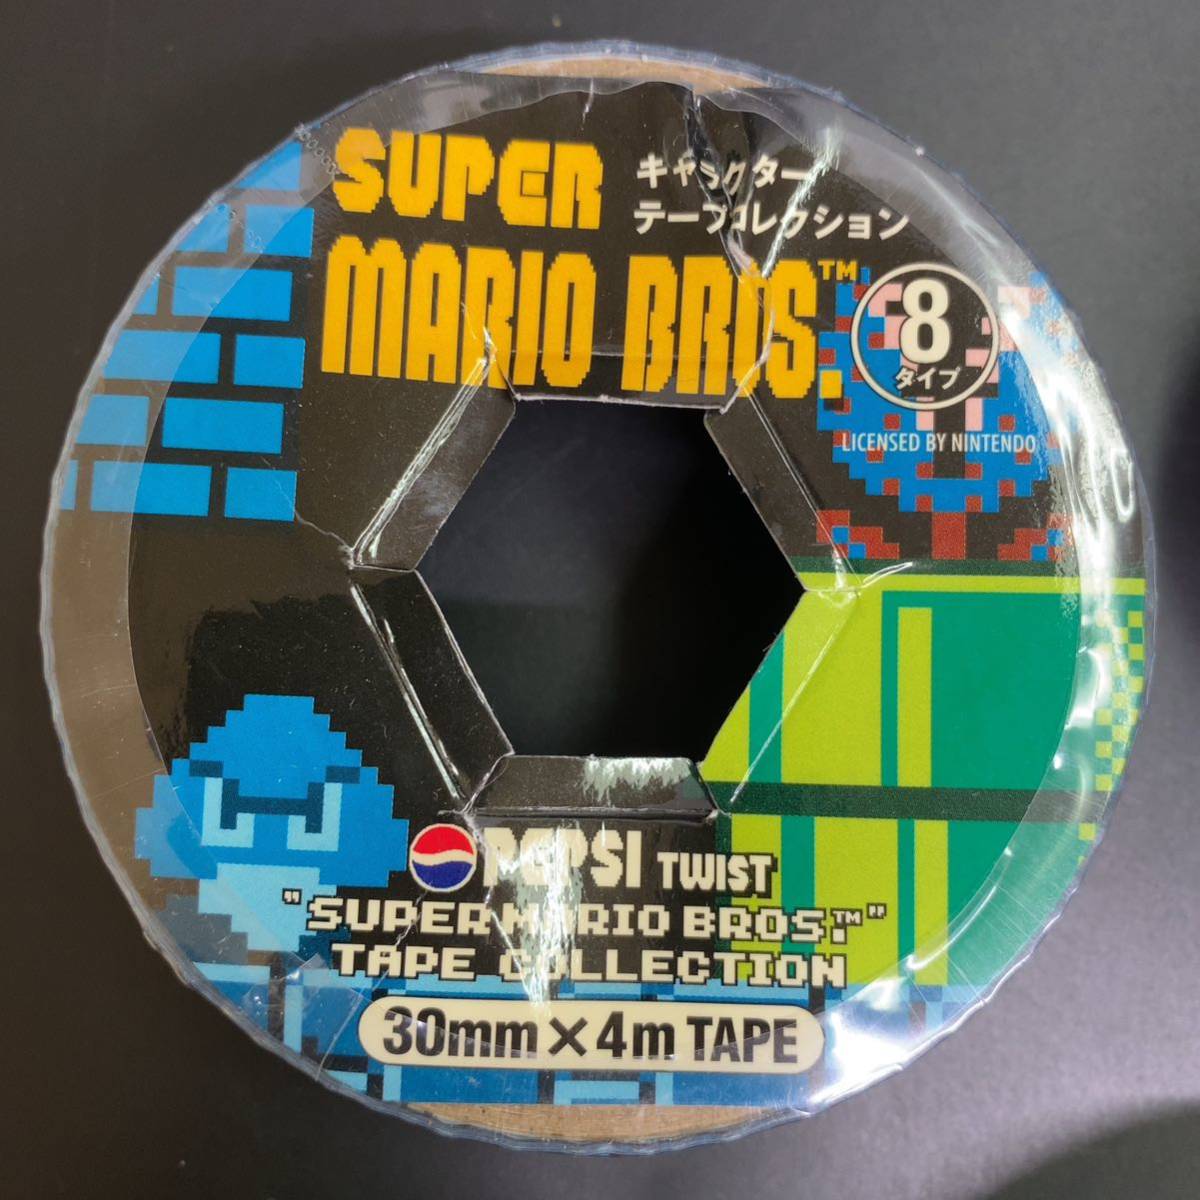 SUPER
MARIO BROS.™
キャラクター
テープコレクション
8
タイプ
LICENSED BY NINTENDO
PEPSI TWIST
"SUPER MARIO BROS.™"
TAPE COLLECTION
30mm×4m TAPE